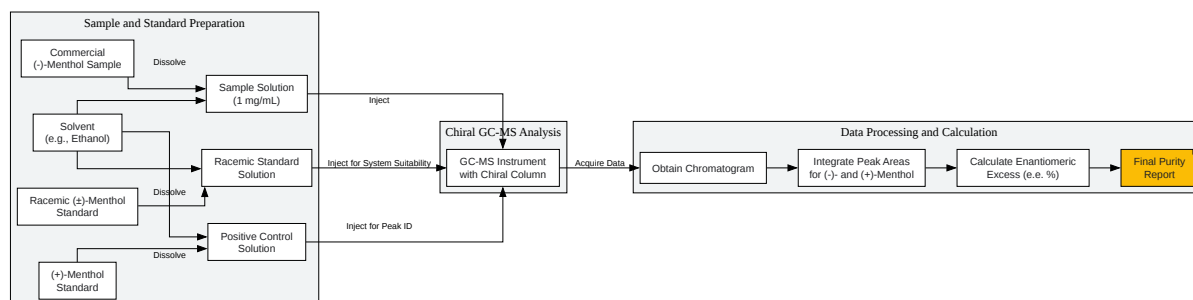 Sample and Standard Preparation
Commercial
(-)-Menthol Sample
Dissolve
Sample Solution
(1 mg/mL)
Inject
Solvent
(e.g., Ethanol)
Racemic Standard
Solution
Inject for System Suitability
Dissolve
Racemic (±)-Menthol
Standard
Positive Control
Solution
Inject for Peak ID
Dissolve
(+)-Menthol
Standard
Chiral GC-MS Analysis
GC-MS Instrument
with Chiral Column
Acquire Data
Data Processing and Calculation
Obtain Chromatogram
Integrate Peak Areas
for (-)- and (+)-Menthol
Calculate Enantiomeric
Excess (e.e. %)
Final Purity
Report